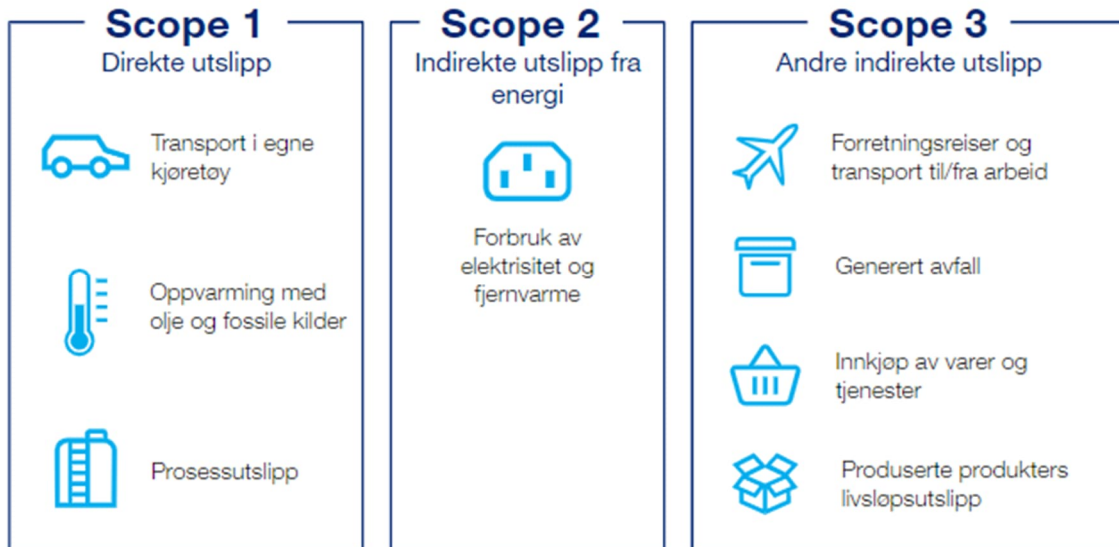 Scope 1
Direkte utslipp
Transport i egne
kjøretøy
Oppvarming med
olje og fossile kilder
Prosessutslipp
Scope 2
Indirekte utslipp fra
energi
Forbruk av
elektrisitet og
fjernvarme
Scope 3
Andre indirekte utslipp
Forretningsreiser og
transport til/fra arbeid
Generert avfall
Innkjøp av varer og
tjenester
Produserte produkters
livsløpsutslipp